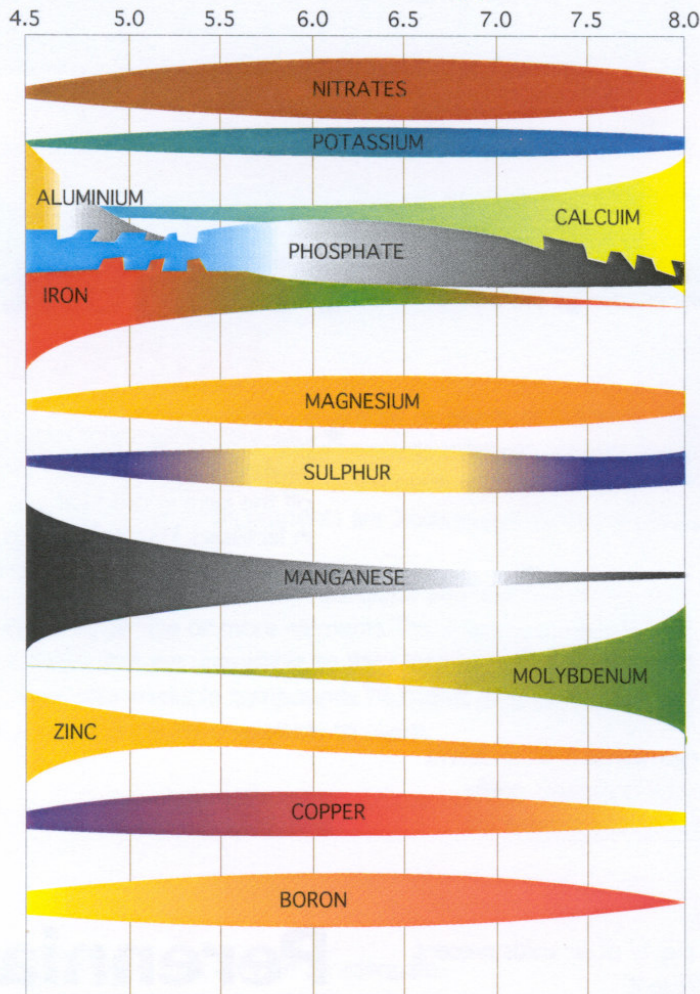 4.5 5.0 5.5 6.0 6.5 7.0 7.5 8.0
NITRATES
POTASSIUM
ALUMINIUM
CALCUIM
PHOSPHATE
IRON
MAGNESIUM
SULPHUR
MANGANESE
MOLYBDENUM
ZINC
COPPER
BORON